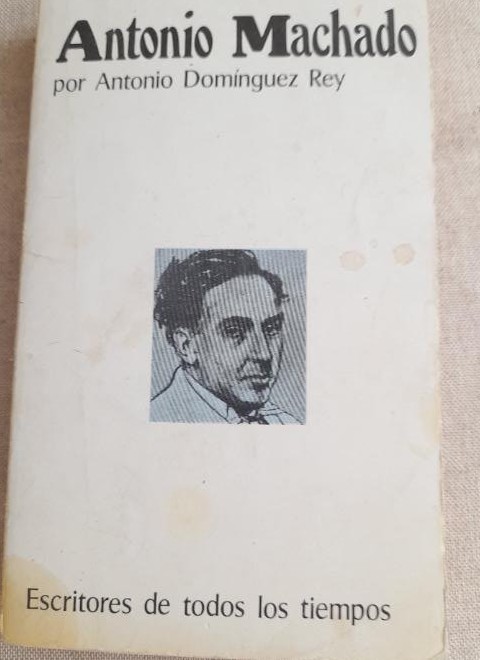 Antonio Machado
por Antonio Domínguez Rey
Escritores de todos los tiempos